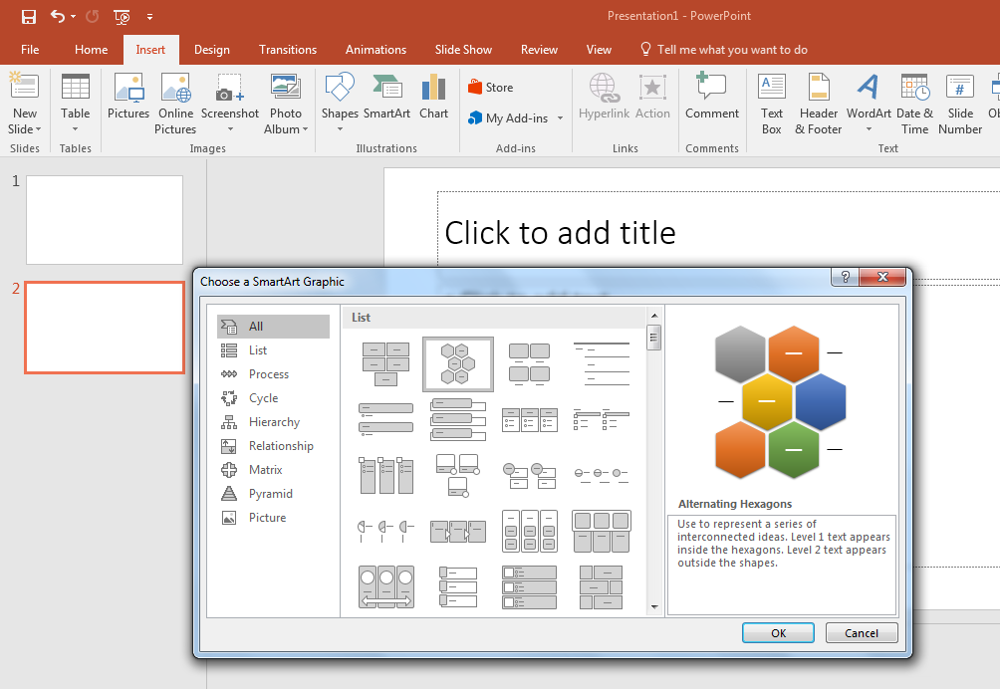 Presentation1 - PowerPoint
File Home Insert Design Transitions Animations Slide Show Review View Tell me what you want to do
New Slide
Table
Pictures
Online Pictures
Screenshot
Photo Album
Shapes
SmartArt
Chart
Store
My Add-ins
Hyperlink
Action
Comment
Text Box
Header & Footer
WordArt
Date & Time
Slide Number
#
Slides Tables Images Illustrations Add-ins Links Comments Text
1
2
Click to add title
Choose a SmartArt Graphic
All
List
Process
Cycle
Hierarchy
Relationship
Matrix
Pyramid
Picture
List
Alternating Hexagons
Use to represent a series of
interconnected ideas. Level 1 text appears
inside the hexagons. Level 2 text appears
outside the shapes.
OK Cancel